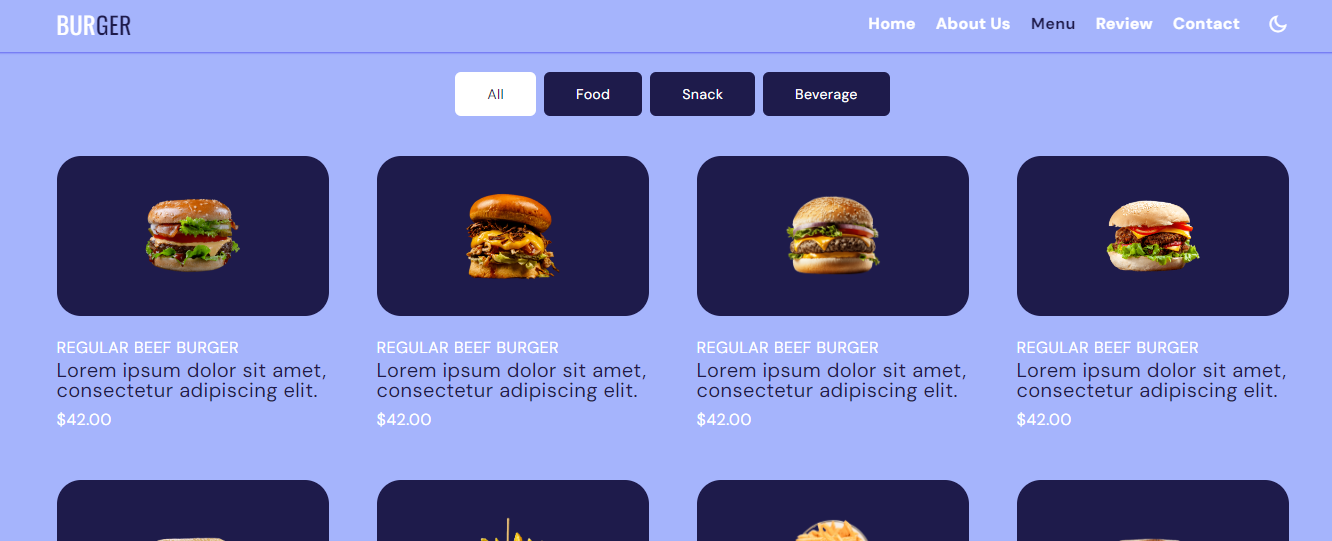 BURGER
Home About Us Menu Review Contact
All Food Snack Beverage
REGULAR BEEF BURGER
Lorem ipsum dolor sit amet,
consectetur adipiscing elit.
$42.00
REGULAR BEEF BURGER
Lorem ipsum dolor sit amet,
consectetur adipiscing elit.
$42.00
REGULAR BEEF BURGER
Lorem ipsum dolor sit amet,
consectetur adipiscing elit.
$42.00
REGULAR BEEF BURGER
Lorem ipsum dolor sit amet,
consectetur adipiscing elit.
$42.00